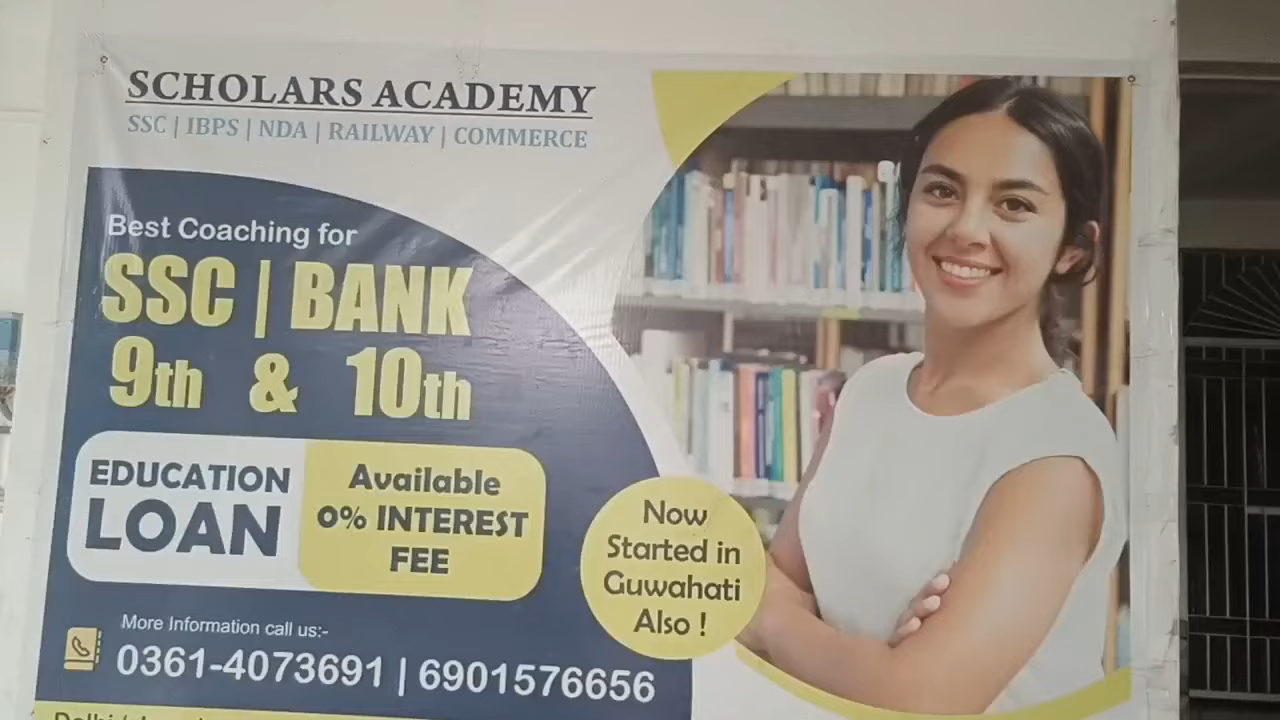 SCHOLARS ACADEMY
SSC | IBPS | NDA | RAILWAY | COMMERCE
Best Coaching for
SSC | BANK
9th & 10th
EDUCATION
LOAN
Available
0% INTEREST
FEE
Now
Started in
Guwahati
Also !
More Information call us:-
0361-4073691 | 6901576656